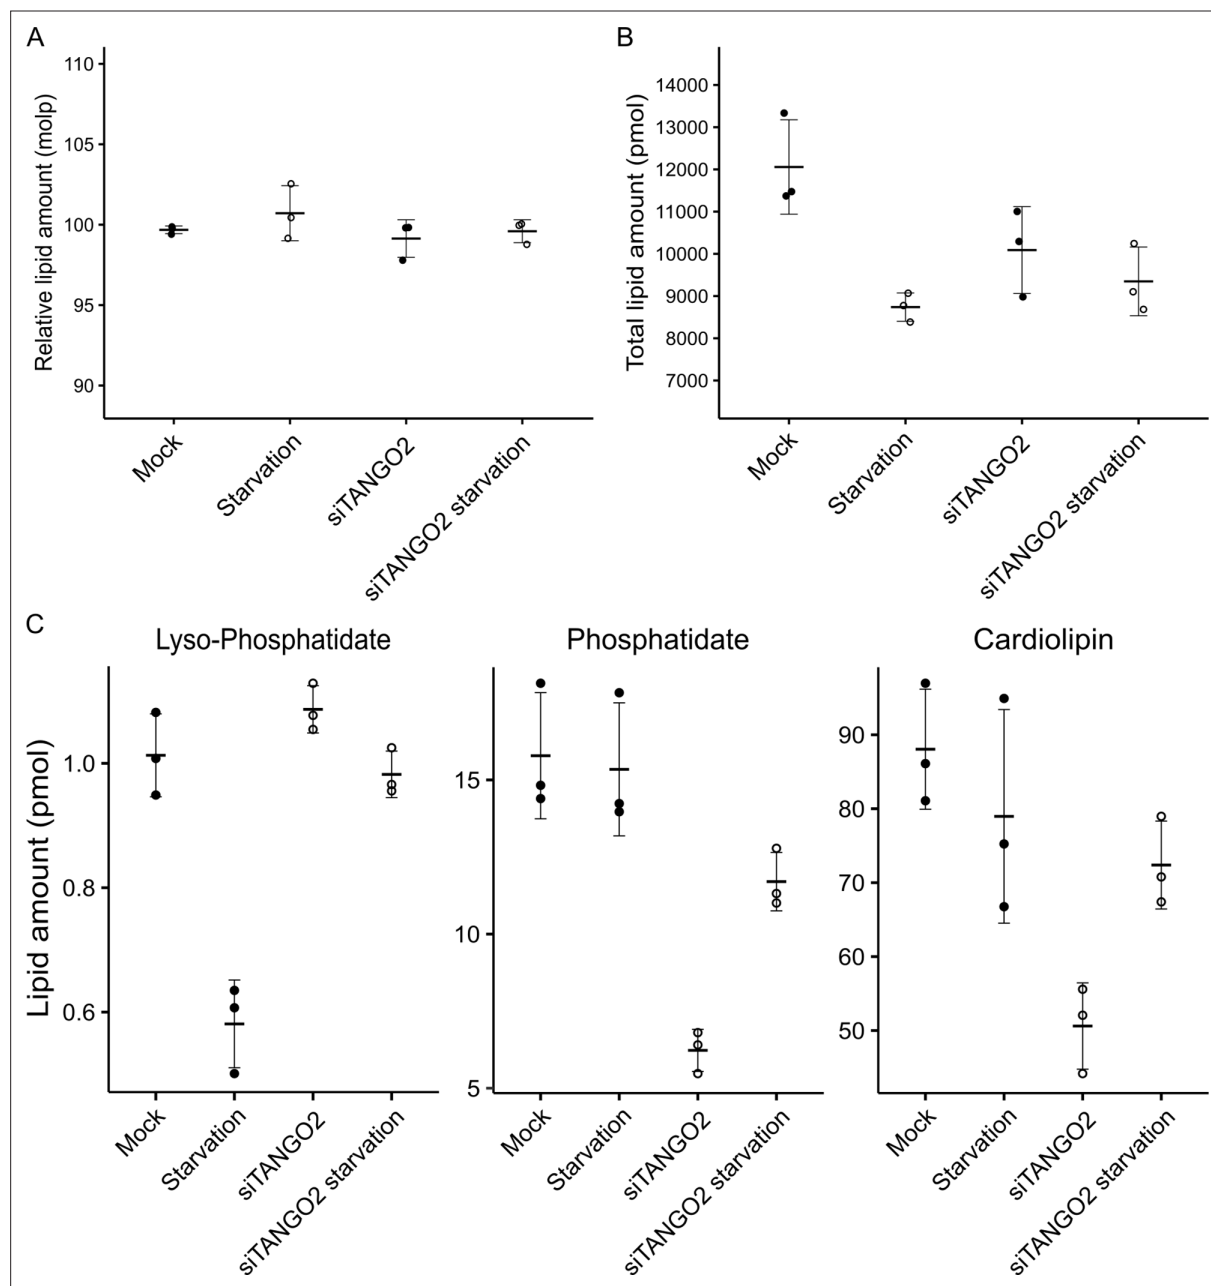 A
Relative lipid amount (molp)
110
105
100
95
90
Mock
Starvation
siTANGO2
siTANGO2 starvation
B
Total lipid amount (pmol)
14000
13000
12000
11000
10000
9000
8000
7000
Mock
Starvation
siTANGO2
siTANGO2 starvation
C
Lipid amount (pmol)
Lyso-Phosphatidate
1.0
0.8
0.6
Mock
Starvation
siTANGO2
siTANGO2 starvation
Phosphatidate
15
10
5
Mock
Starvation
siTANGO2
siTANGO2 starvation
Cardiolipin
90
80
70
60
50
Mock
Starvation
siTANGO2
siTANGO2 starvation